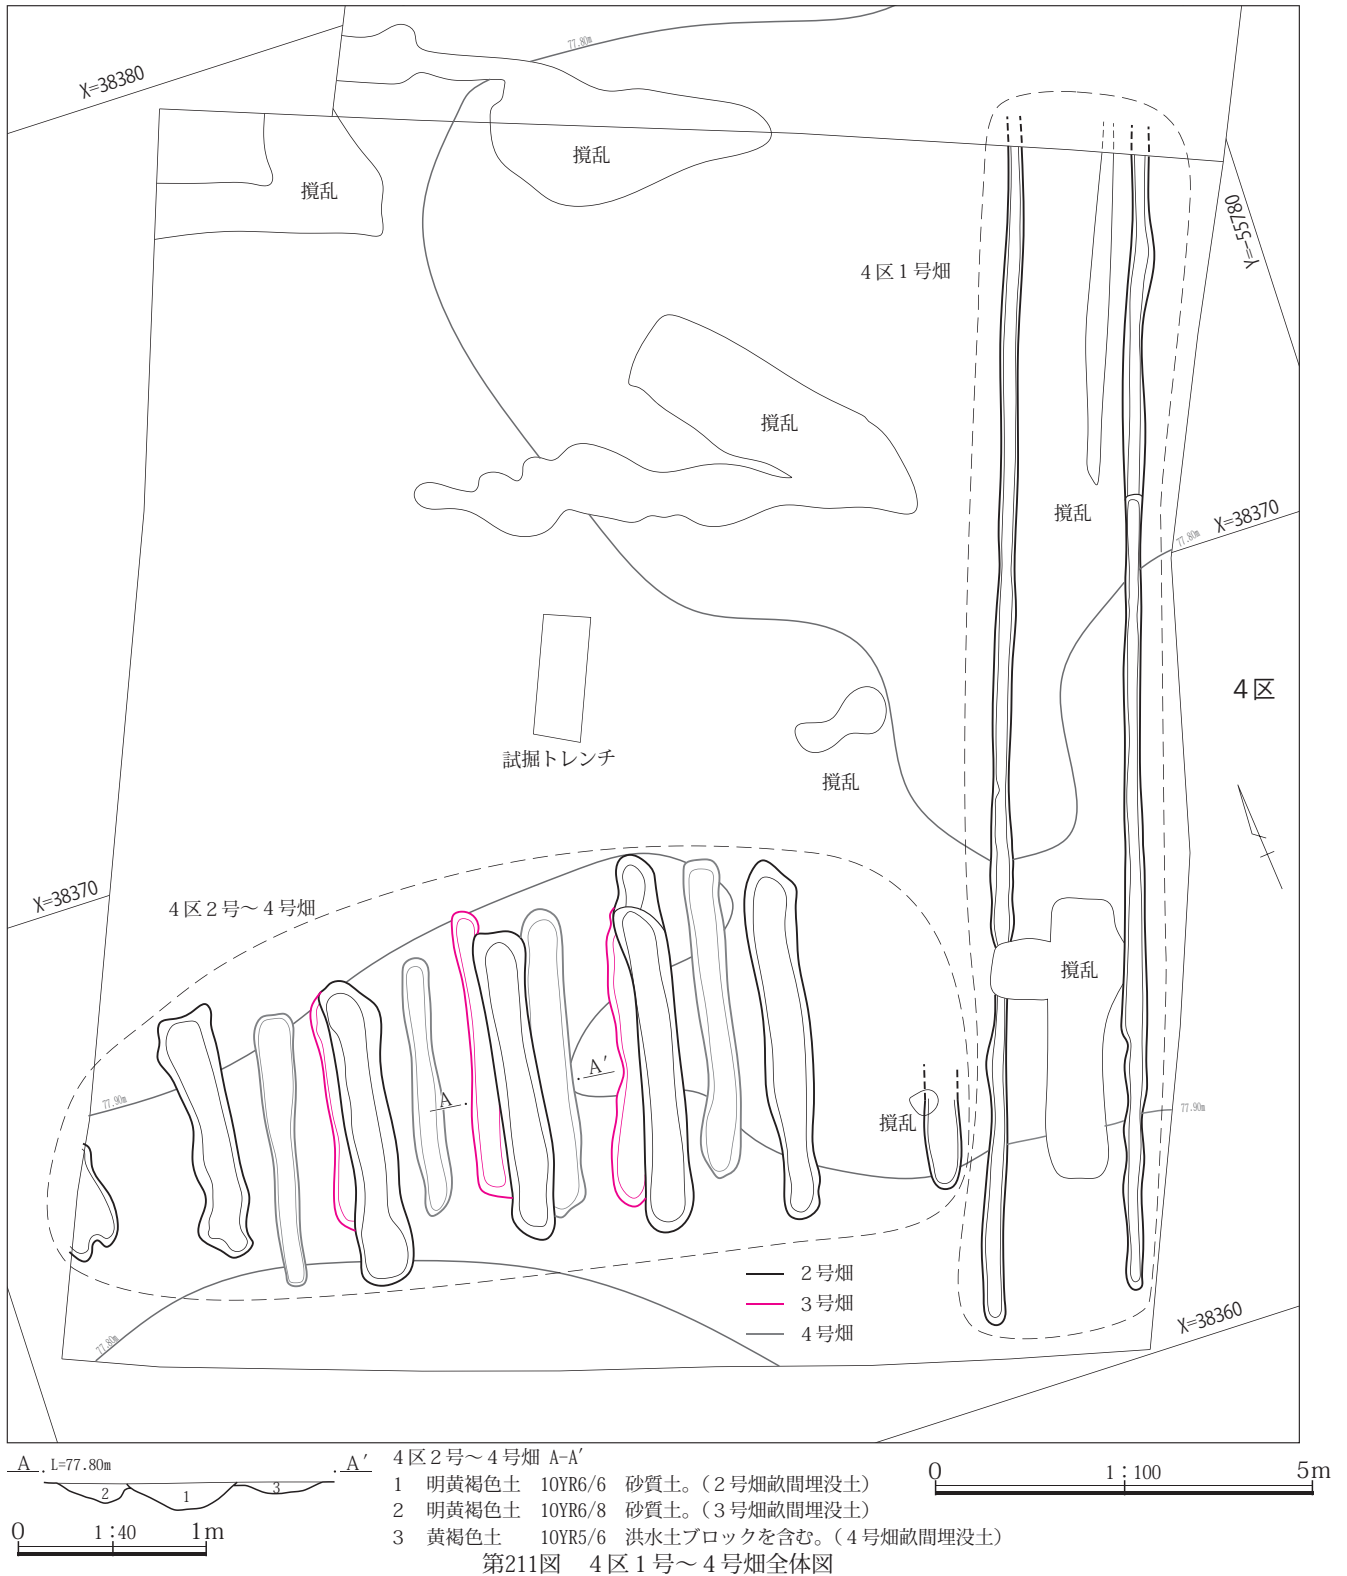 77.80m
X=38380
撹乱
撹乱
Y=-55780
４区１号畑
撹乱
撹乱
X=38370
77.80m
４区
試掘トレンチ
撹乱
X=38370
４区２号～４号畑
撹乱
A′
A
77.90m
撹乱
77.90m
２号畑
３号畑
４号畑
77.80m
X=38360
A L=77.80m A′
2 1 3
0 1：40 1m
４区２号～４号畑 A-A′
1 明黄褐色土 10YR6/6 砂質土。（２号畑畝間埋没土）
2 明黄褐色土 10YR6/8 砂質土。（３号畑畝間埋没土）
3 黄褐色土 10YR5/6 洪水土ブロックを含む。（４号畑畝間埋没土）
0 1：100 5m
第211図 ４区１号～４号畑全体図